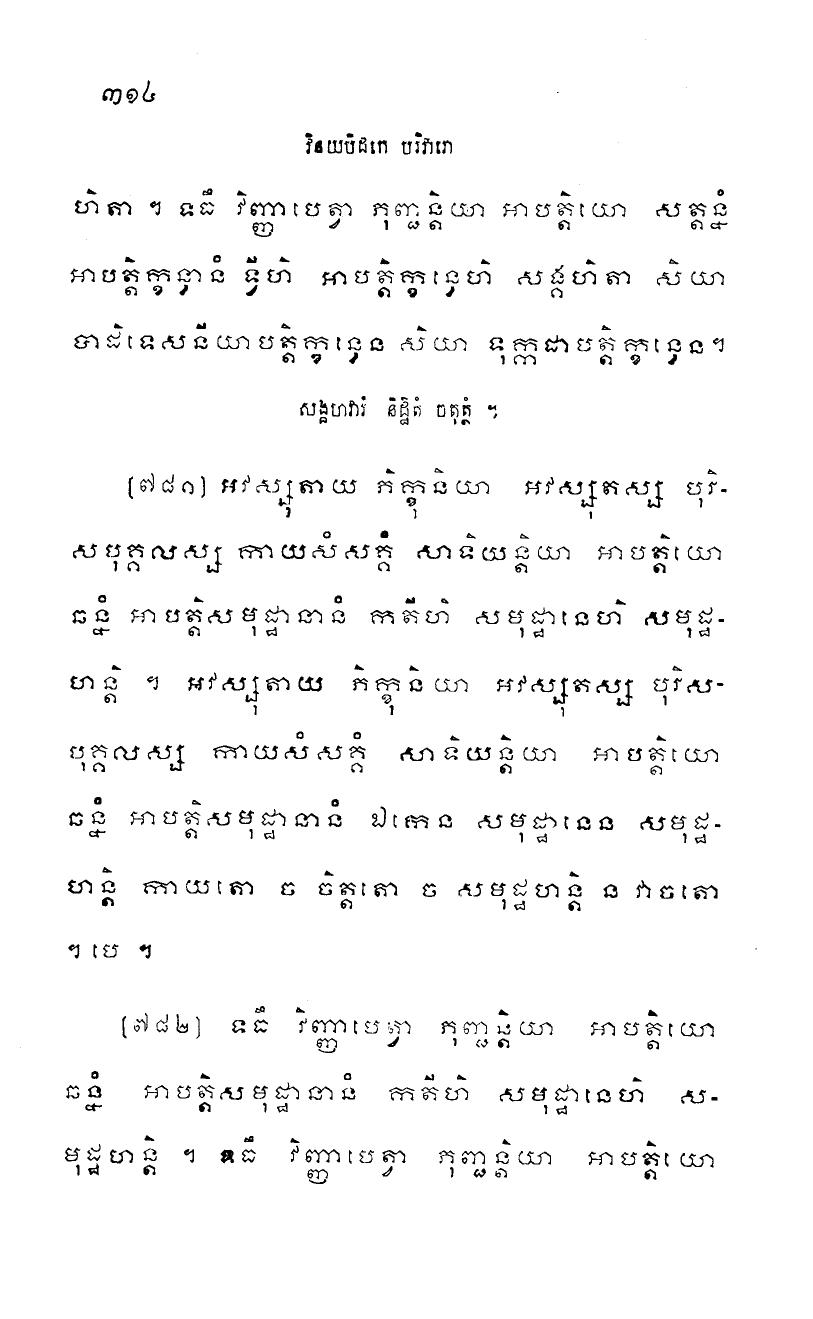 ៣១៤
វិនយបិដកេ បរិវារោ
ហិតា ។ ទធឹ វិញ្ញាបេត្វា ភុញ្ជន្តិយា អាបត្តិយោ សត្តន្នំ
អាបត្តិក្ខន្ធានំ ទ្វីហិ អាបត្តិក្ខន្ធេហិ សង្គហិតា សិយា
បាដិទេសនីយាបត្តិក្ខន្ធេន សិយា ទុក្កដាបត្តិក្ខន្ធេន។
សង្គហវារំ និដ្ឋិតំ ចតុត្ថំ ។
[៧៨១] អវស្សុតាយ ភិក្ខុនិយា អវស្សុតស្ស បុរិ-
សបុគ្គលស្ស កាយសំសគ្គំ សាទិយន្តិយា អាបត្តិយោ
ឆន្នំ អាបត្តិសមុដ្ឋានានំ កតីហិ សមុដ្ឋានេហិ សមុដ្ឋ-
ហន្តិ ។ អវស្សុតាយ ភិក្ខុនិយា អវស្សុតស្ស បុរិស-
បុគ្គលស្ស កាយសំសគ្គំ សាទិយន្តិយា អាបត្តិយោ
ឆន្នំ អាបត្តិសមុដ្ឋានានំ ឯកេន សមុដ្ឋានេន សមុដ្ឋ-
ហន្តិ កាយតោ ច ចិត្តតោ ច សមុដ្ឋហន្តិ ន វាចតោ
។ បេ ។
[៧៨២] ទធឹ វិញ្ញាបេត្វា ភុញ្ជន្តិយា អាបត្តិយោ
ឆន្នំ អាបត្តិសមុដ្ឋានានំ កតីហិ សមុដ្ឋានេហិ ស-
មុដ្ឋហន្តិ ។ ទធឹ វិញ្ញាបេត្វា ភុញ្ជន្តិយា អាបត្តិយោ